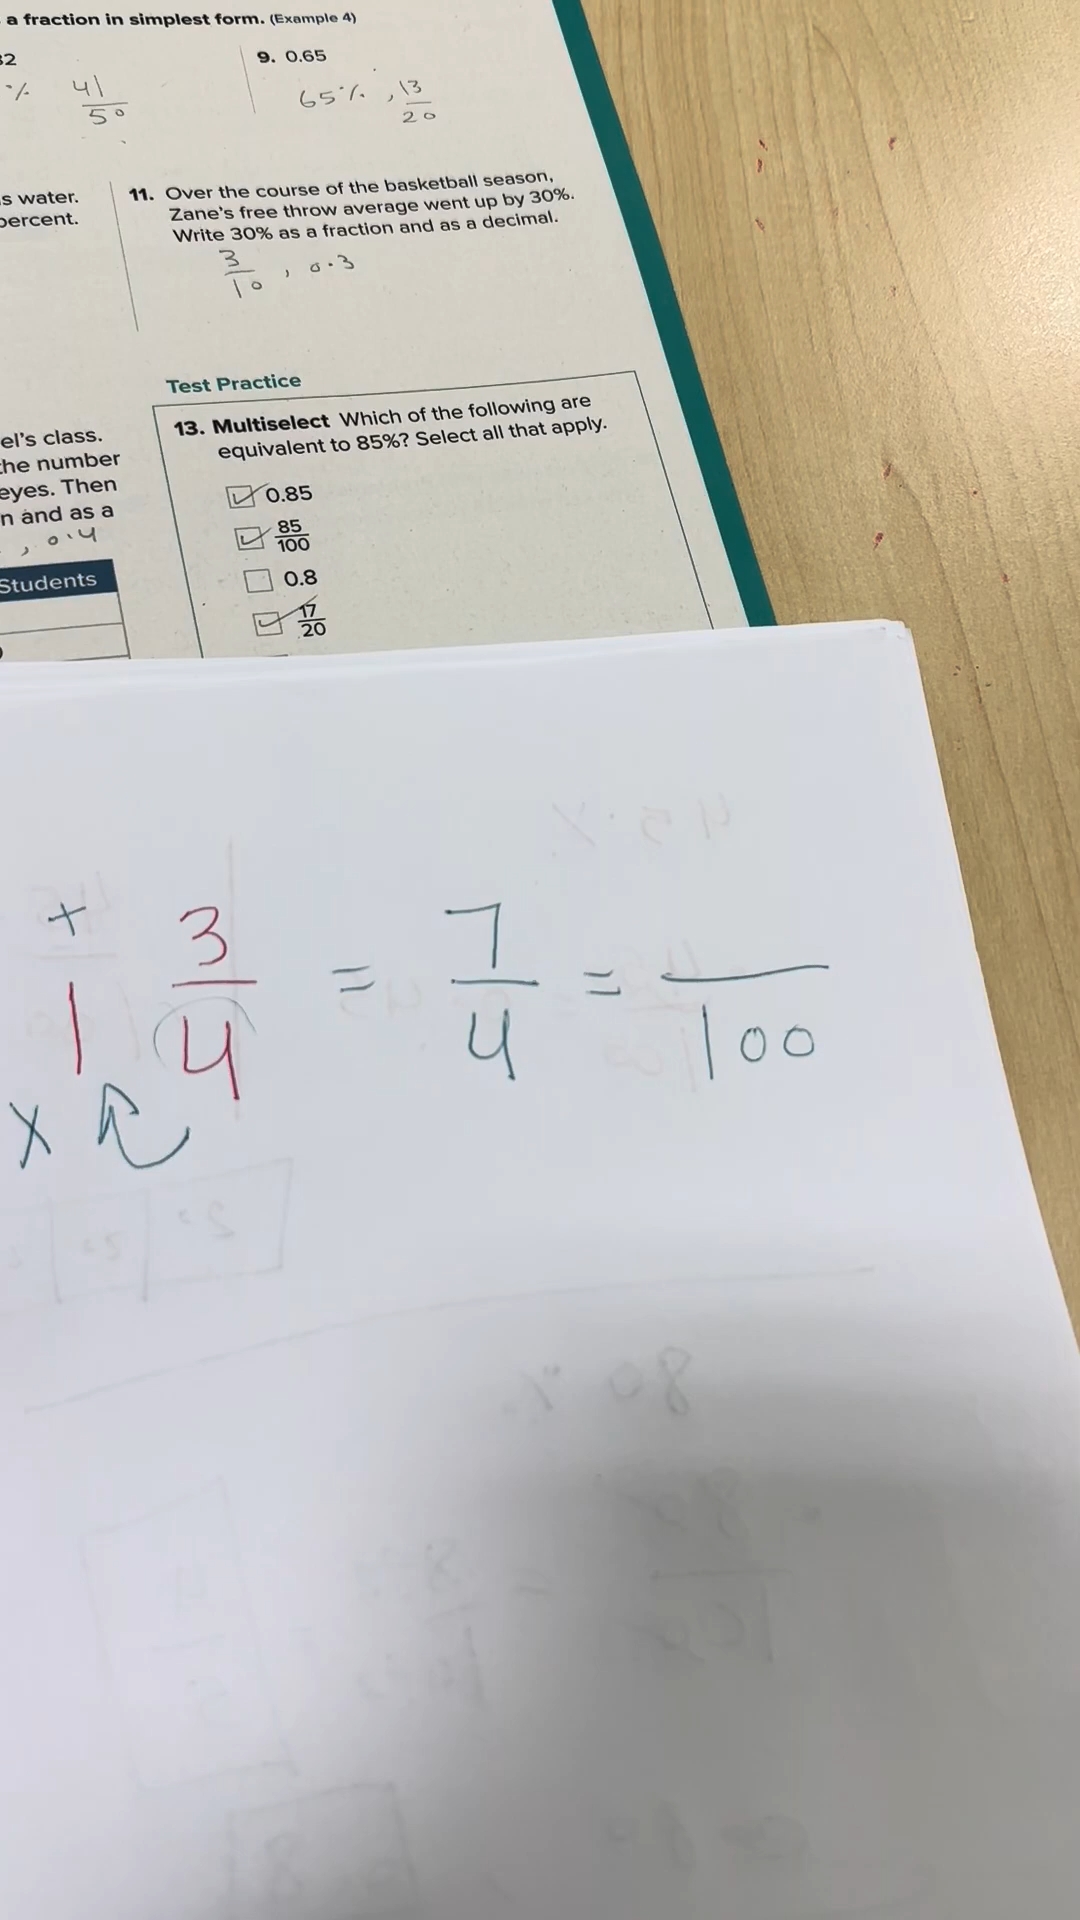 a fraction in simplest form. (Example 4)
32
9. 0.65
% 41/50
65% , 13/20
s water.
percent.
11. Over the course of the basketball season,
Zane's free throw average went up by 30%.
Write 30% as a fraction and as a decimal.
3/10 , 0.3
Test Practice
13. Multiselect Which of the following are
equivalent to 85%? Select all that apply.
0.85
85/100
0.8
17/20
el's class.
the number
eyes. Then
n and as a
, 0.4
Students
+
1 3/4 = 7/4 = /100
x